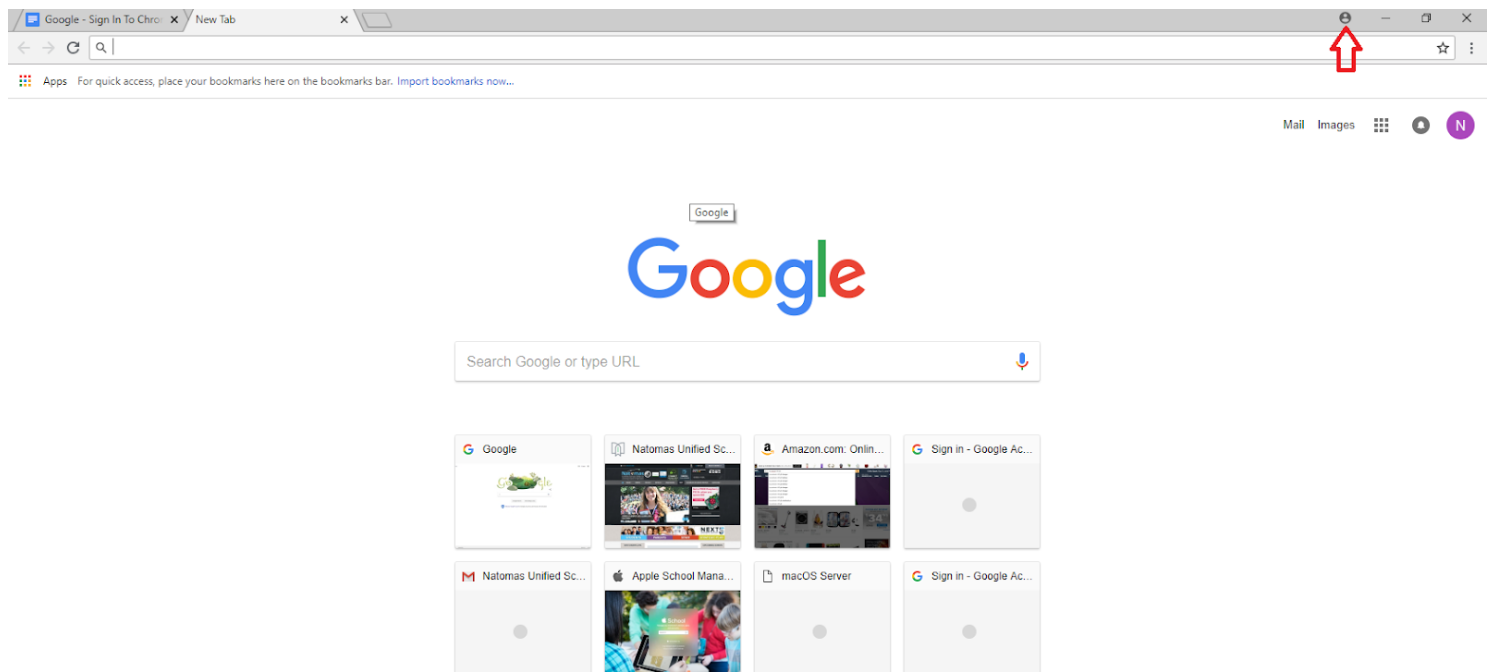 Google - Sign In To Chro
New Tab
Apps For quick access, place your bookmarks here on the bookmarks bar. Import bookmarks now...
Mail Images N
Google
Google
Search Google or type URL
Google
Natomas Unified Sc...
Amazon.com: Onlin...
Sign in - Google Ac...
Natomas Unified Sc...
Apple School Mana...
macOS Server
Sign in - Google Ac...
School